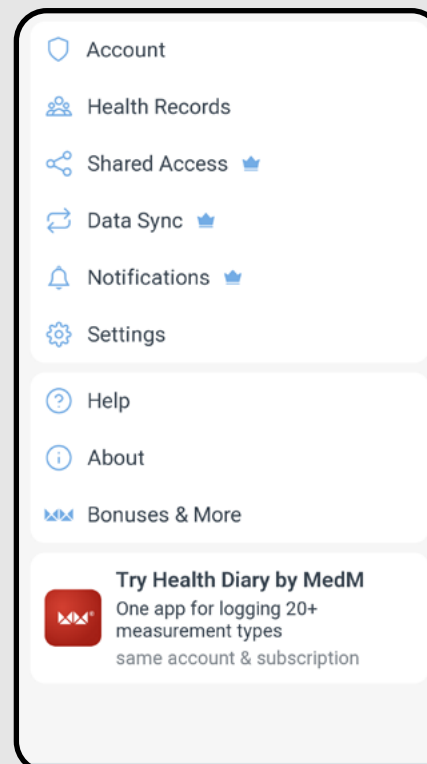 Account
Health Records
Shared Access
Data Sync
Notifications
Settings
Help
About
Bonuses & More
Try Health Diary by MedM
One app for logging 20+
measurement types
same account & subscription